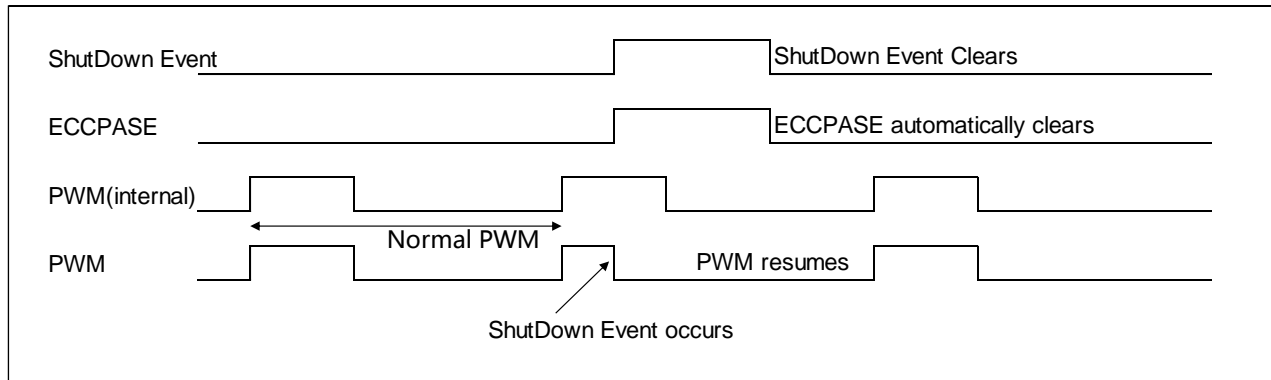 ShutDown Event
ShutDown Event Clears
ECCPASE
ECCPASE automatically clears
PWM(internal)
Normal PWM
PWM
PWM resumes
ShutDown Event occurs